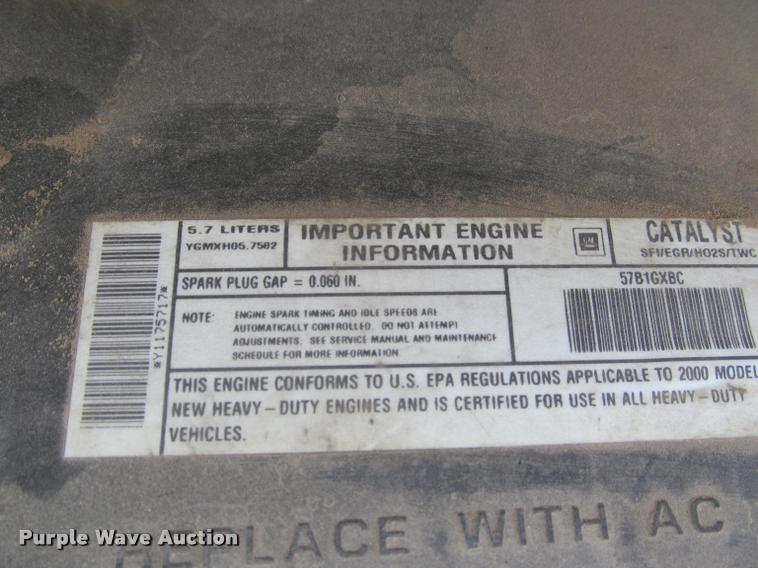 *Y1175717*
5.7 LITERS
YGMXH05.7582
IMPORTANT ENGINE
INFORMATION
GM
CATALYST
SFI/EGR/HO2S/TWC
SPARK PLUG GAP = 0.060 IN.
57B1GXBC
NOTE: ENGINE SPARK TIMING AND IDLE SPEEDS ARE
AUTOMATICALLY CONTROLLED. DO NOT ATTEMPT
ADJUSTMENTS. SEE SERVICE MANUAL AND MAINTENANCE
SCHEDULE FOR MORE INFORMATION.
THIS ENGINE CONFORMS TO U.S. EPA REGULATIONS APPLICABLE TO 2000 MODEL
NEW HEAVY-DUTY ENGINES AND IS CERTIFIED FOR USE IN ALL HEAVY-DUTY
VEHICLES.
REPLACE WITH AC
Purple Wave Auction